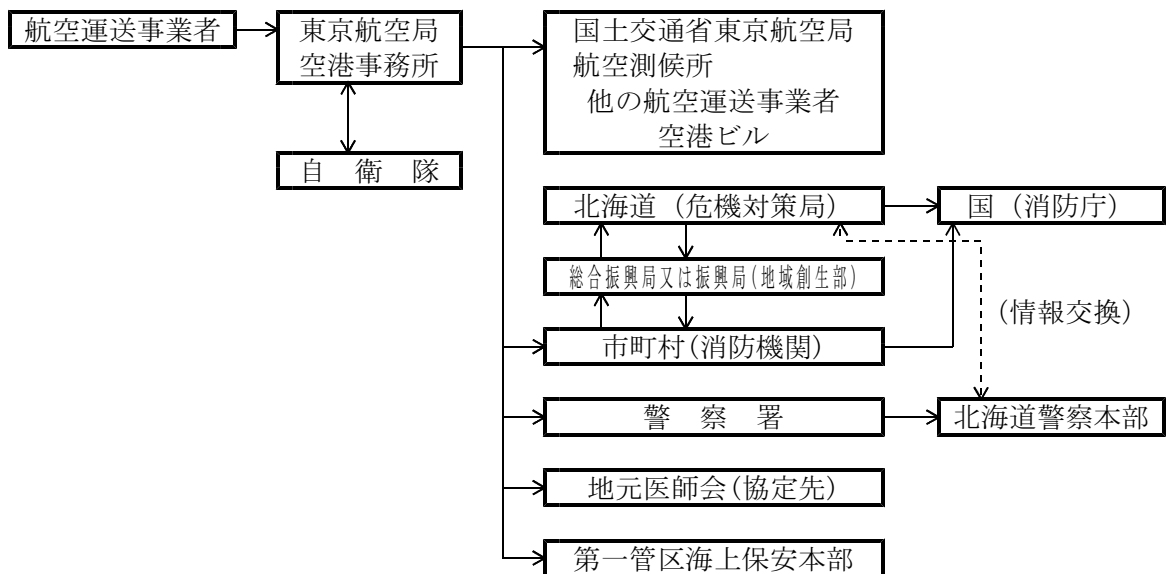 航空運送事業者
東京航空局
空港事務所
自　衛　隊
国土交通省東京航空局
航空測候所
他の航空運送事業者
空港ビル
北海道（危機対策局）
国（消防庁）
総合振興局又は振興局(地域創生部)
(情報交換)
市町村(消防機関)
警　察　署
北海道警察本部
地元医師会(協定先)
第一管区海上保安本部